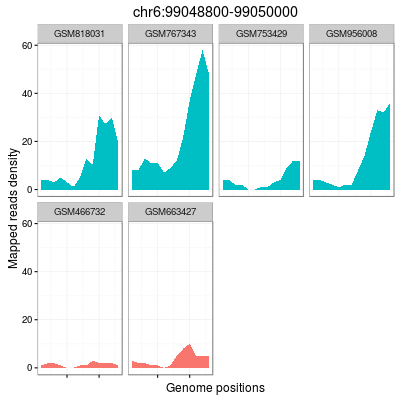 chr6:99048800-99050000
GSM818031 GSM767343 GSM753429 GSM956008
60
40
20
0
GSM466732 GSM663427
60
40
20
0
Mapped reads density
Genome positions